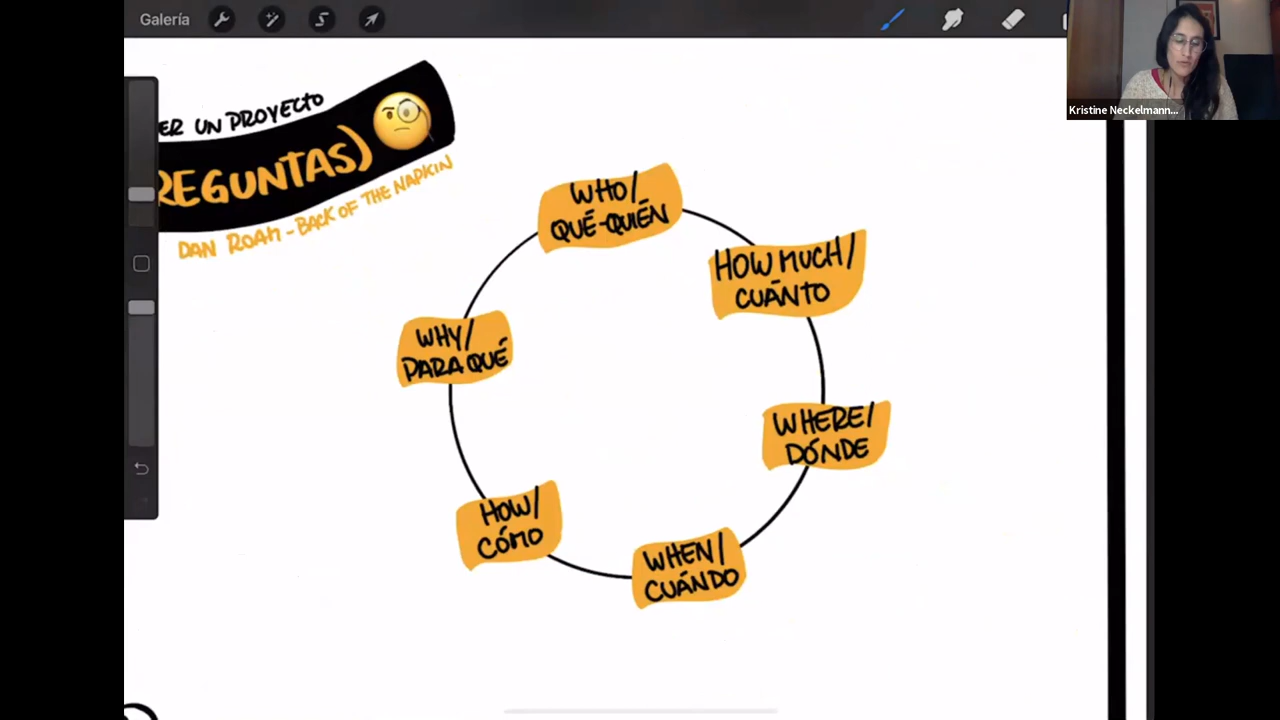 Galería
Kristine Neckelmann...
ER UN PROYECTO
REGUNTAS)
DAN ROAM - BACK OF THE NAPKIN
WHO/
QUÉ-QUIÉN
HOW MUCH/
CUÁNTO
WHERE/
DÓNDE
WHEN/
CUÁNDO
HOW/
CÓMO
WHY/
PARA QUÉ